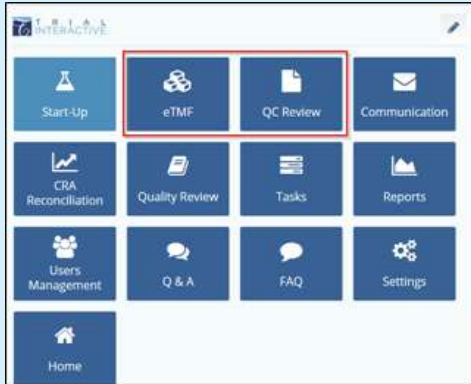 TRIAL
INTERACTIVE
Start-Up
eTMF
QC Review
Communication
CRA
Reconciliation
Quality Review
Tasks
Reports
Users
Management
Q & A
FAQ
Settings
Home